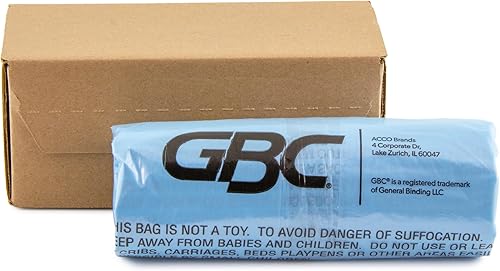 GBC®
ACCO Brands
4 Corporate Dr.
Lake Zurich, IL 60047
GBC® is a registered trademark
of General Binding LLC
HIS BAG IS NOT A TOY. TO AVOID DANGER OF SUFFOCATION.
EEP AWAY FROM BABIES AND CHILDREN. DO NOT USE OR LEA
CRIBS, CARRIAGES, BEDS PLAYPENS OR OTHER AREAS EASIL